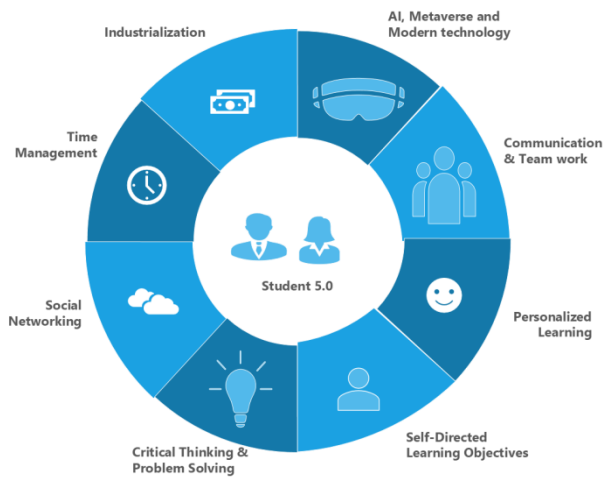 Industrialization
AI, Metaverse and
Modern technology
Time
Management
Communication
& Team work
Student 5.0
Social
Networking
Personalized
Learning
Critical Thinking &
Problem Solving
Self-Directed
Learning Objectives